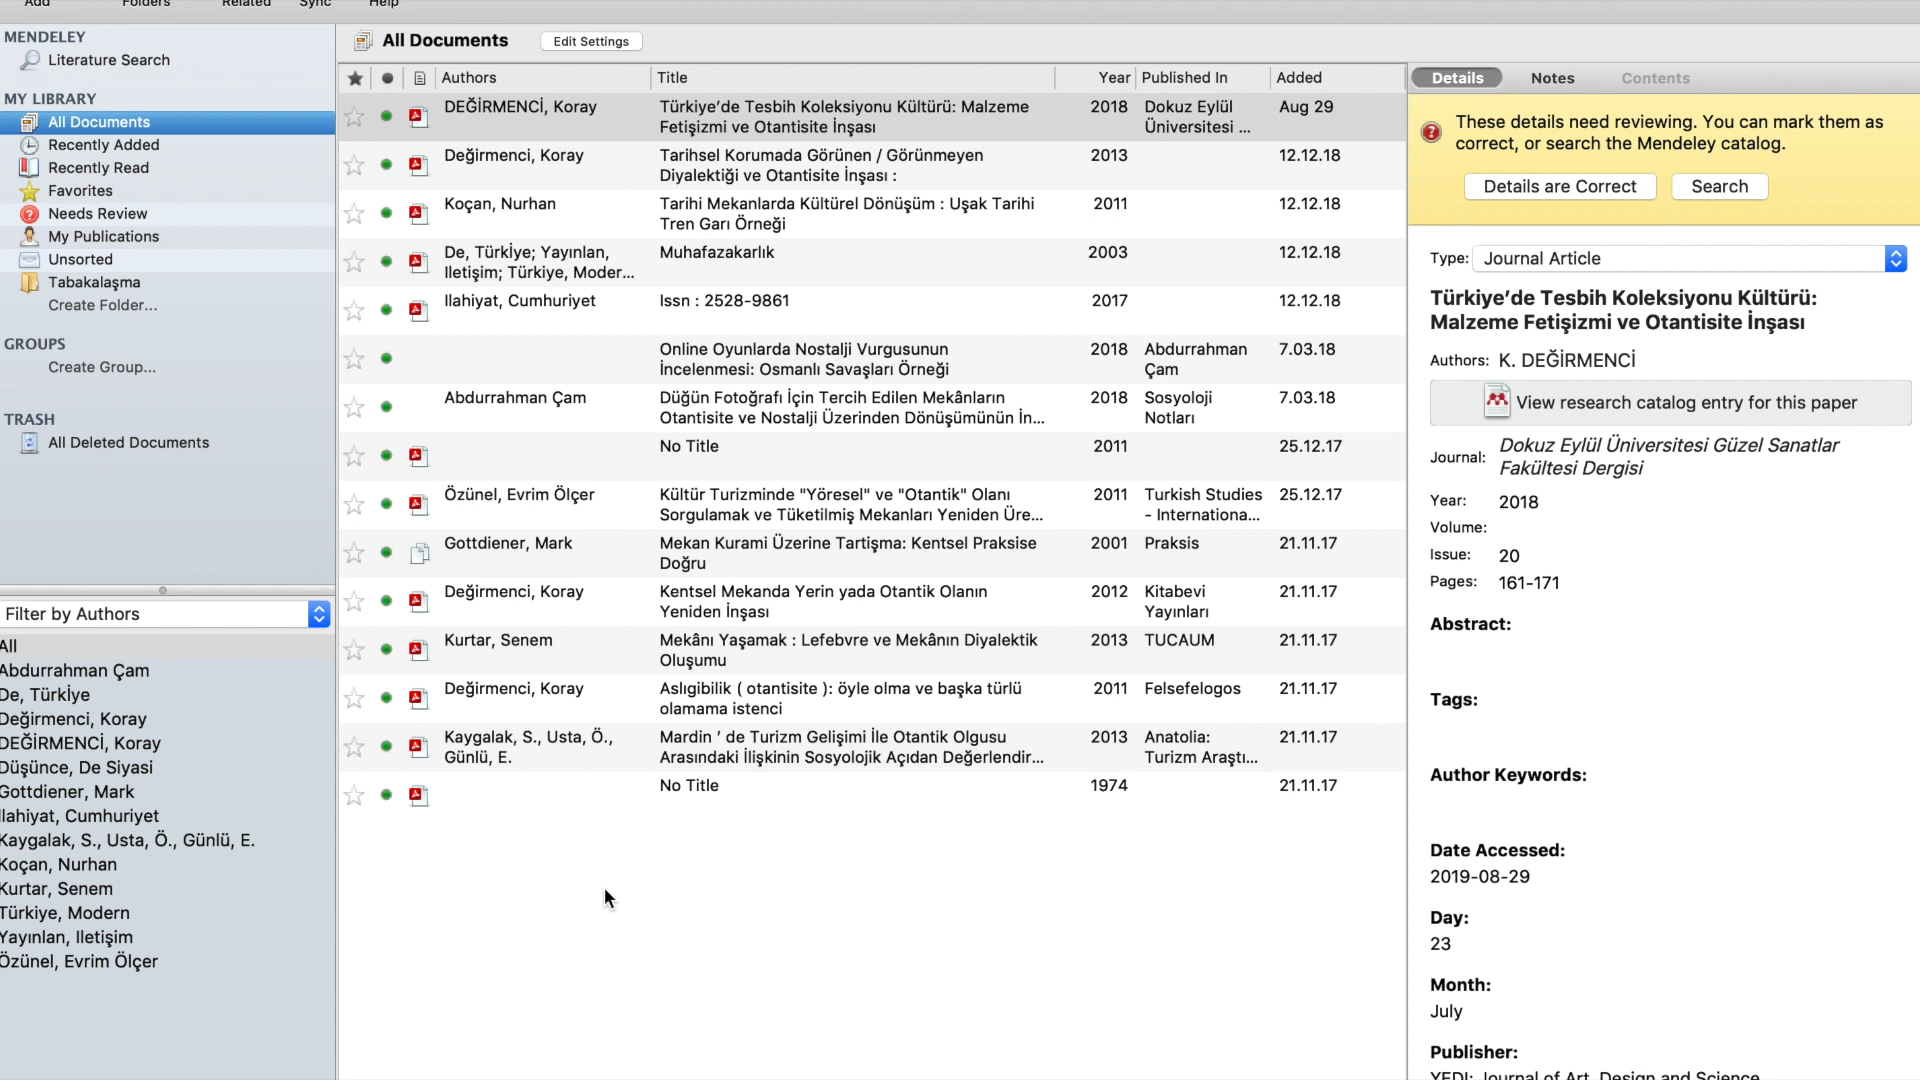 Add Folders Related Sync Help
MENDELEY
Literature Search
MY LIBRARY
All Documents
Recently Added
Recently Read
Favorites
Needs Review
My Publications
Unsorted
Tabakalaşma
Create Folder...
GROUPS
Create Group...
TRASH
All Deleted Documents
Filter by Authors
All
Abdurrahman Çam
De, Türkİye
Değirmenci, Koray
DEĞİRMENCİ, Koray
Düşünce, De Siyasi
Gottdiener, Mark
Ilahiyat, Cumhuriyet
Kaygalak, S., Usta, Ö., Günlü, E.
Koçan, Nurhan
Kurtar, Senem
Türkiye, Modern
Yayınlan, Iletişim
Özünel, Evrim Ölçer
All Documents Edit Settings
Authors Title Year Published In Added
DEĞİRMENCİ, Koray Türkiye’de Tesbih Koleksiyonu Kültürü: Malzeme 2018 Dokuz Eylül Aug 29
Fetişizmi ve Otantisite İnşası Üniversitesi ...
Değirmenci, Koray Tarihsel Korumada Görünen / Görünmeyen 2013 12.12.18
Diyalektiği ve Otantisite İnşası :
Koçan, Nurhan Tarihi Mekanlarda Kültürel Dönüşüm : Uşak Tarihi 2011 12.12.18
Tren Garı Örneği
De, Türkİye; Yayınlan, Muhafazakarlık 2003 12.12.18
Iletişim; Türkiye, Moder...
Ilahiyat, Cumhuriyet Issn : 2528-9861 2017 12.12.18
Online Oyunlarda Nostalji Vurgusunun 2018 Abdurrahman 7.03.18
İncelenmesi: Osmanlı Savaşları Örneği Çam
Abdurrahman Çam Düğün Fotoğrafı İçin Tercih Edilen Mekânların 2018 Sosyoloji 7.03.18
Otantisite ve Nostalji Üzerinden Dönüşümünün İn... Notları
No Title 2011 25.12.17
Özünel, Evrim Ölçer Kültür Turizminde "Yöresel" ve "Otantik" Olanı 2011 Turkish Studies 25.12.17
Sorgulamak ve Tüketilmiş Mekanları Yeniden Üre... - Internationa...
Gottdiener, Mark Mekan Kurami Üzerine Tartişma: Kentsel Praksise 2001 Praksis 21.11.17
Doğru
Değirmenci, Koray Kentsel Mekanda Yerin yada Otantik Olanın 2012 Kitabevi 21.11.17
Yeniden İnşası Yayınları
Kurtar, Senem Mekânı Yaşamak : Lefebvre ve Mekânın Diyalektik 2013 TUCAUM 21.11.17
Oluşumu
Değirmenci, Koray Aslıgibilik ( otantisite ): öyle olma ve başka türlü 2011 Felsefelogos 21.11.17
olamama istenci
Kaygalak, S., Usta, Ö., Mardin ’ de Turizm Gelişimi İle Otantik Olgusu 2013 Anatolia: 21.11.17
Günlü, E. Arasındaki İlişkinin Sosyolojik Açıdan Değerlendir... Turizm Araştı...
No Title 1974 21.11.17
Details Notes Contents
These details need reviewing. You can mark them as
correct, or search the Mendeley catalog.
Details are Correct Search
Type: Journal Article
Türkiye’de Tesbih Koleksiyonu Kültürü:
Malzeme Fetişizmi ve Otantisite İnşası
Authors: K. DEĞİRMENCİ
View research catalog entry for this paper
Journal: Dokuz Eylül Üniversitesi Güzel Sanatlar
Fakültesi Dergisi
Year: 2018
Volume:
Issue: 20
Pages: 161-171
Abstract:
Tags:
Author Keywords:
Date Accessed:
2019-08-29
Day:
23
Month:
July
Publisher:
YEDI: Journal of Art, Design and Science